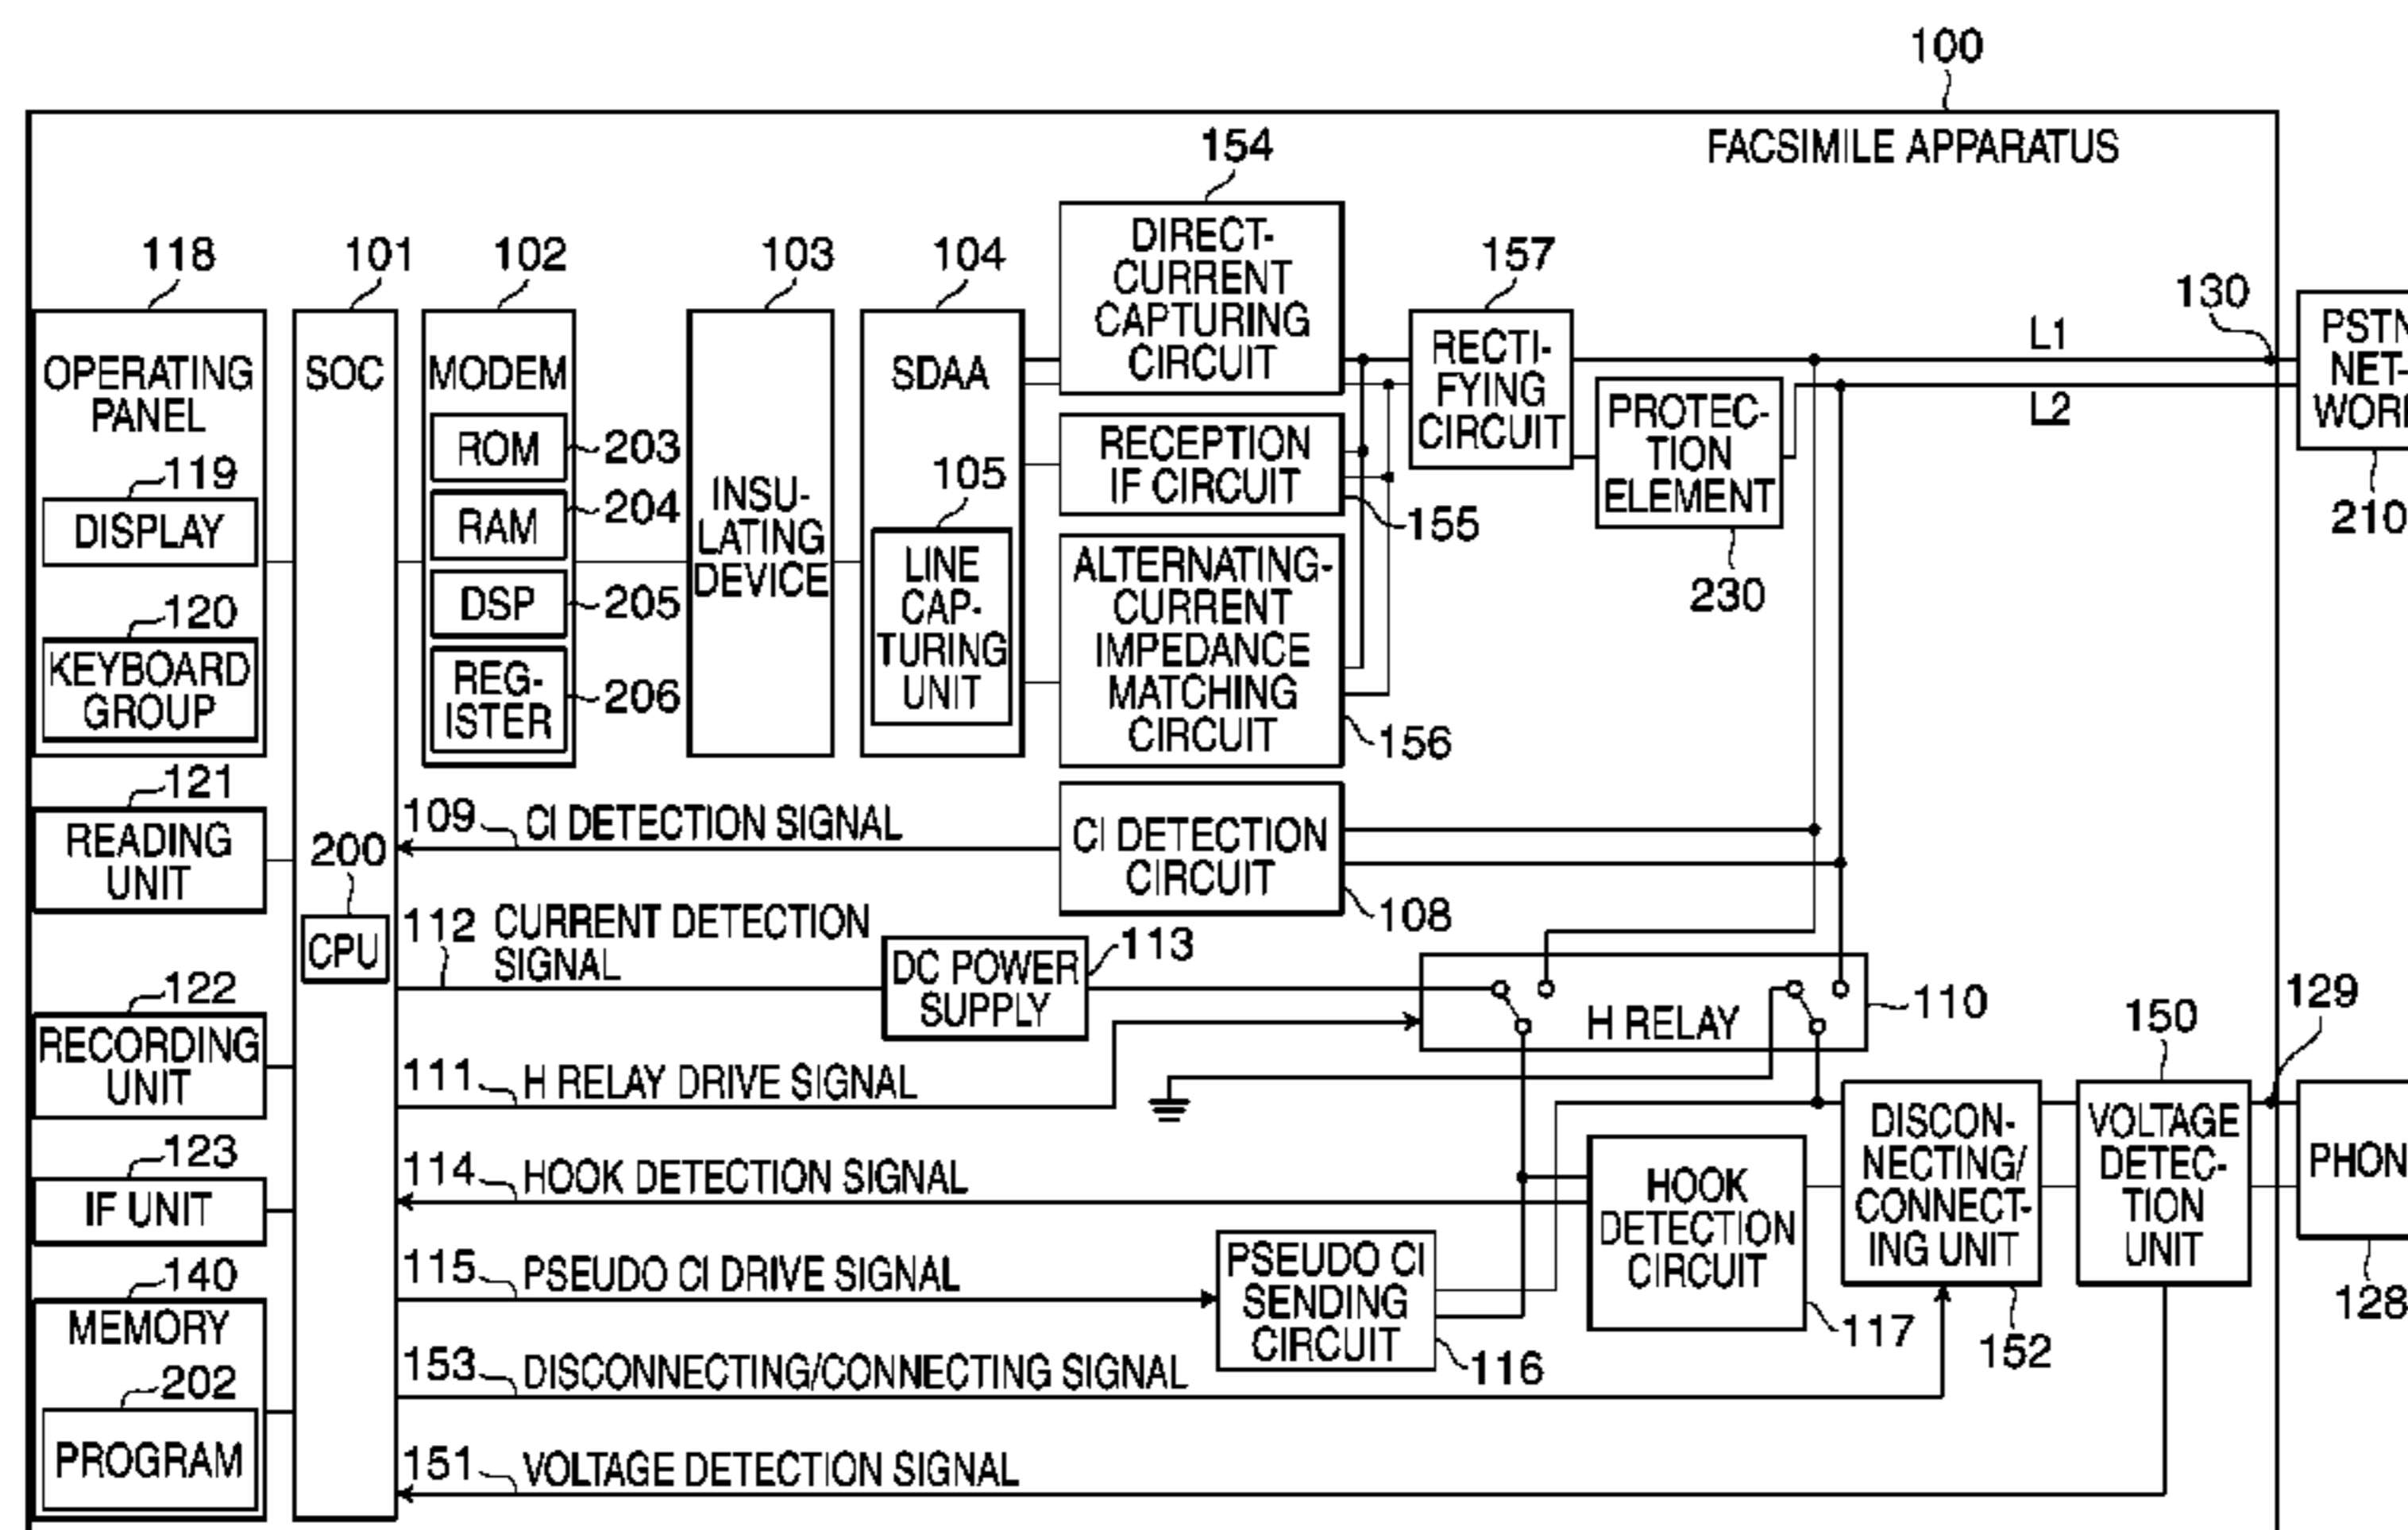 100
FACSIMILE APPARATUS
154
DIRECT-
CURRENT
CAPTURING
CIRCUIT
118
101
102
103
104
157
130
OPERATING
PANEL
119
DISPLAY
120
KEYBOARD
GROUP
SOC
MODEM
ROM
203
RAM
204
DSP
205
REG-
ISTER
206
INSU-
LATING
DEVICE
SDAA
105
LINE
CAP-
TURING
UNIT
RECEPTION
IF CIRCUIT
155
ALTERNATING-
CURRENT
IMPEDANCE
MATCHING
CIRCUIT
156
RECTI-
FYING
CIRCUIT
PROTEC-
TION
ELEMENT
230
L1
L2
NET-
210
121
READING
UNIT
109
CI DETECTION SIGNAL
CI DETECTION
CIRCUIT
108
200
CPU
112
CURRENT DETECTION
SIGNAL
DC POWER
SUPPLY
113
H RELAY
110
122
RECORDING
UNIT
111
H RELAY DRIVE SIGNAL
129
150
123
IF UNIT
114
HOOK DETECTION SIGNAL
HOOK
DETECTION
CIRCUIT
117
DISCON-
NECTING/
CONNECT-
ING UNIT
152
VOLTAGE
DETEC-
TION
UNIT
128
140
MEMORY
115
PSEUDO CI DRIVE SIGNAL
PSEUDO CI
SENDING
CIRCUIT
116
202
PROGRAM
153
DISCONNECTING/CONNECTING SIGNAL
151
VOLTAGE DETECTION SIGNAL